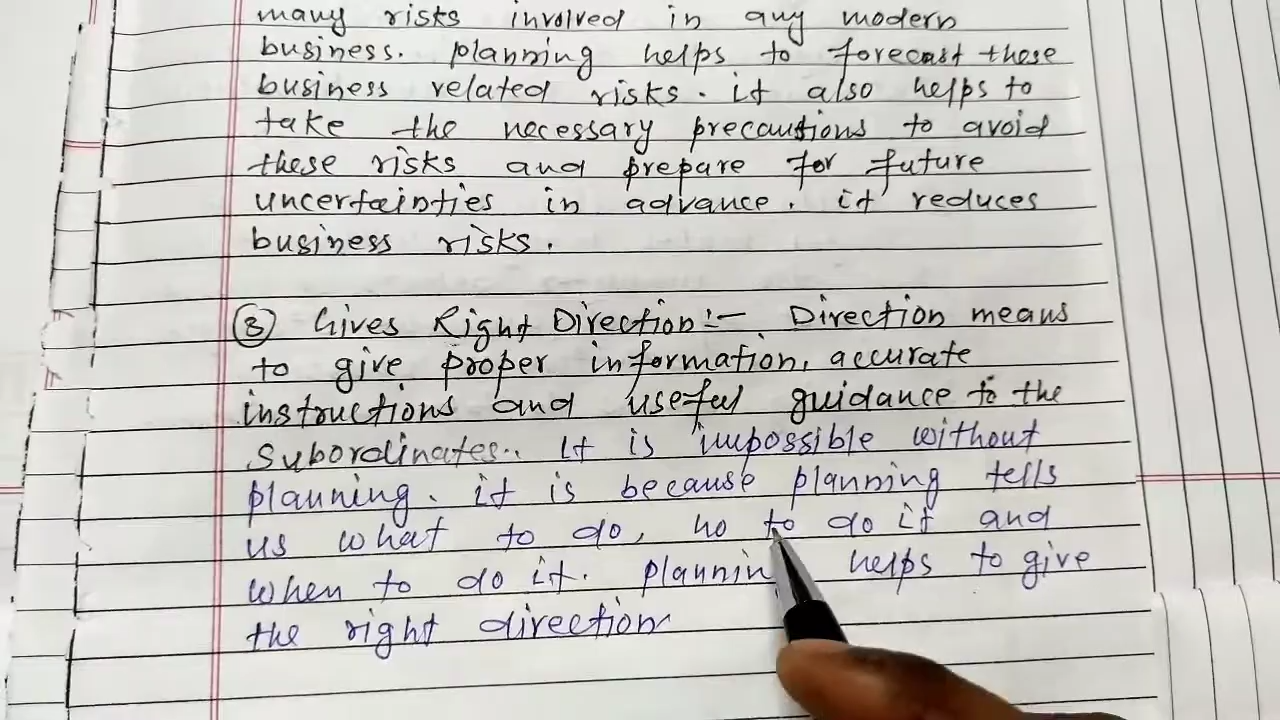 many risks involved in any modern
business. planning helps to forecast these
business related risks. it also helps to
take the necessary precautions to avoid
these risks and prepare for future
uncertainties in advance. it reduces
business risks.
③ Gives Right Direction:- Direction means
to give proper information, accurate
instructions and useful guidance to the
subordinates.. it is impossible without
planning. it is because planning tells
us what to do, ho to do it and
when to do it. plannin helps to give
the right direction